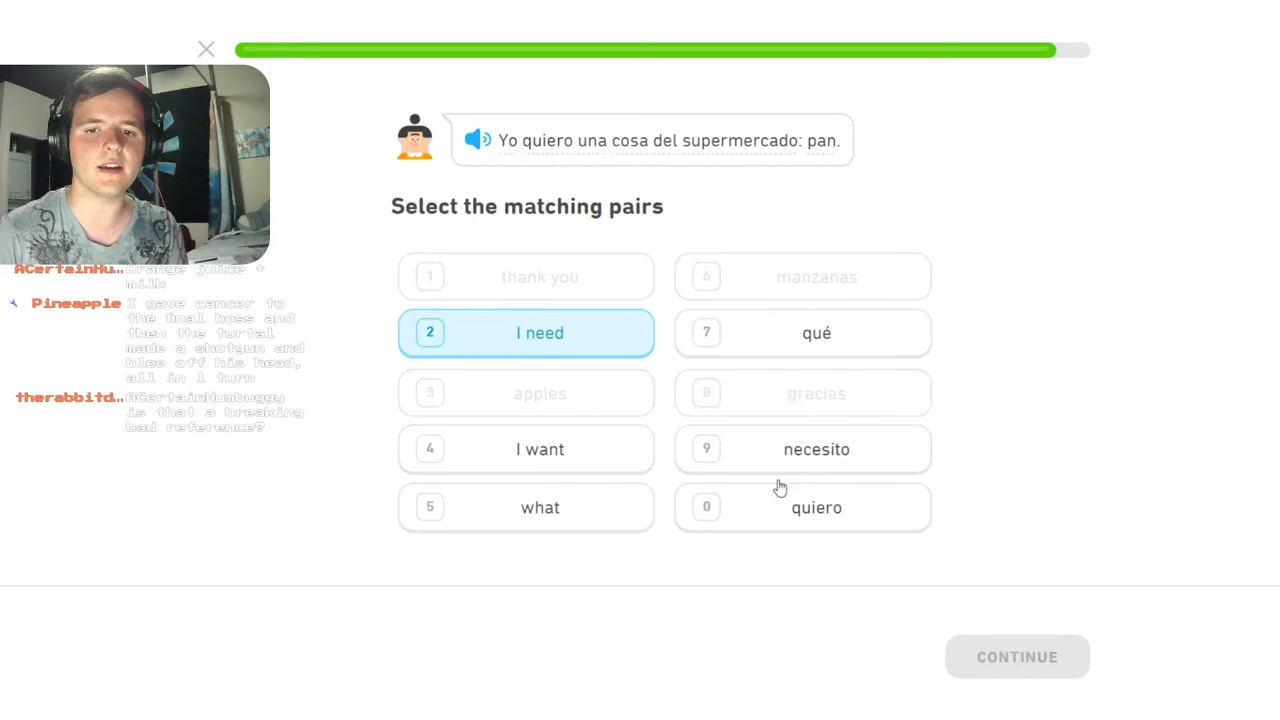 Yo quiero una cosa del supermercado: pan.
Select the matching pairs
1 thank you
6 manzanas
2 I need
7 qué
3 apples
8 gracias
4 I want
9 necesito
5 what
0 quiero
CONTINUE
ACertainHu… Orange juice +
milk
Pineapple I gave cancer to
the final boss and
then the turtal
made a shotgun and
blee off his head,
all in 1 turn
therabbitd… ACertainHumbuggy
is that a breaking
bad reference?